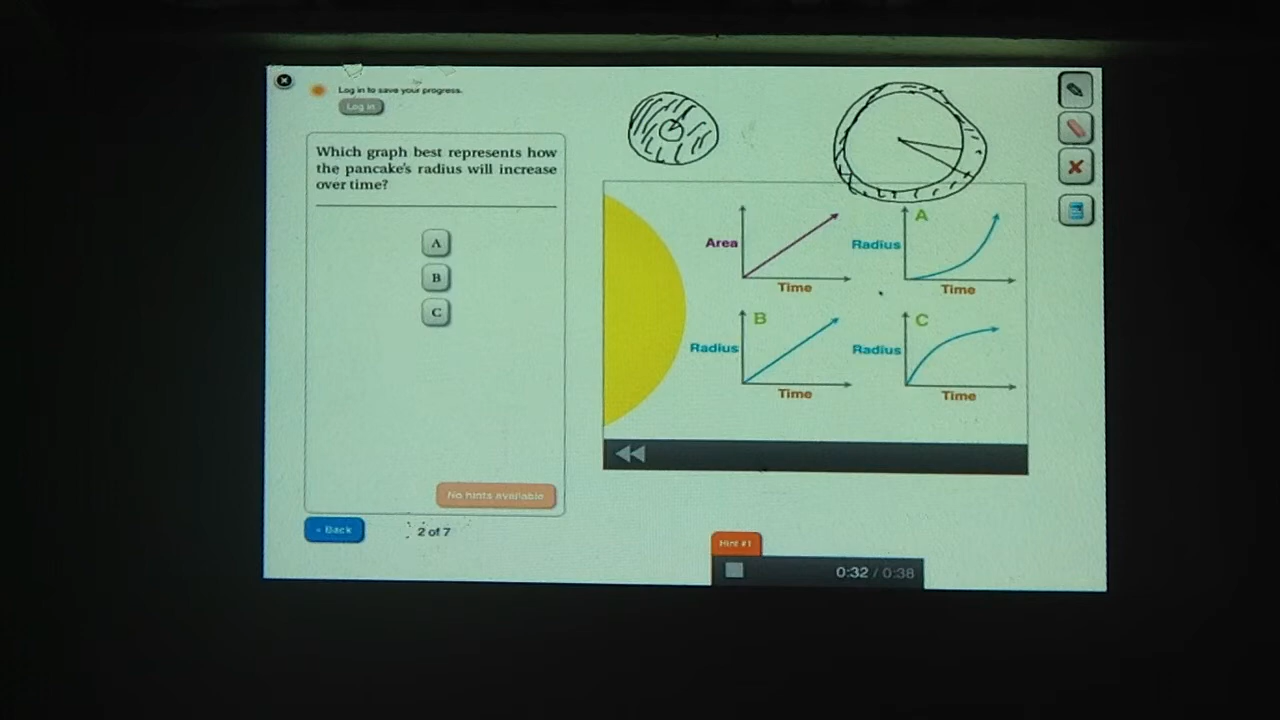 Log in to save your progress.
Log in
Which graph best represents how
the pancake's radius will increase
over time?
A
B
C
No hints available
« Back
2 of 7
Area
Time
A
Radius
Time
B
Radius
Time
C
Radius
Time
Hint #1
0:32 / 0:38